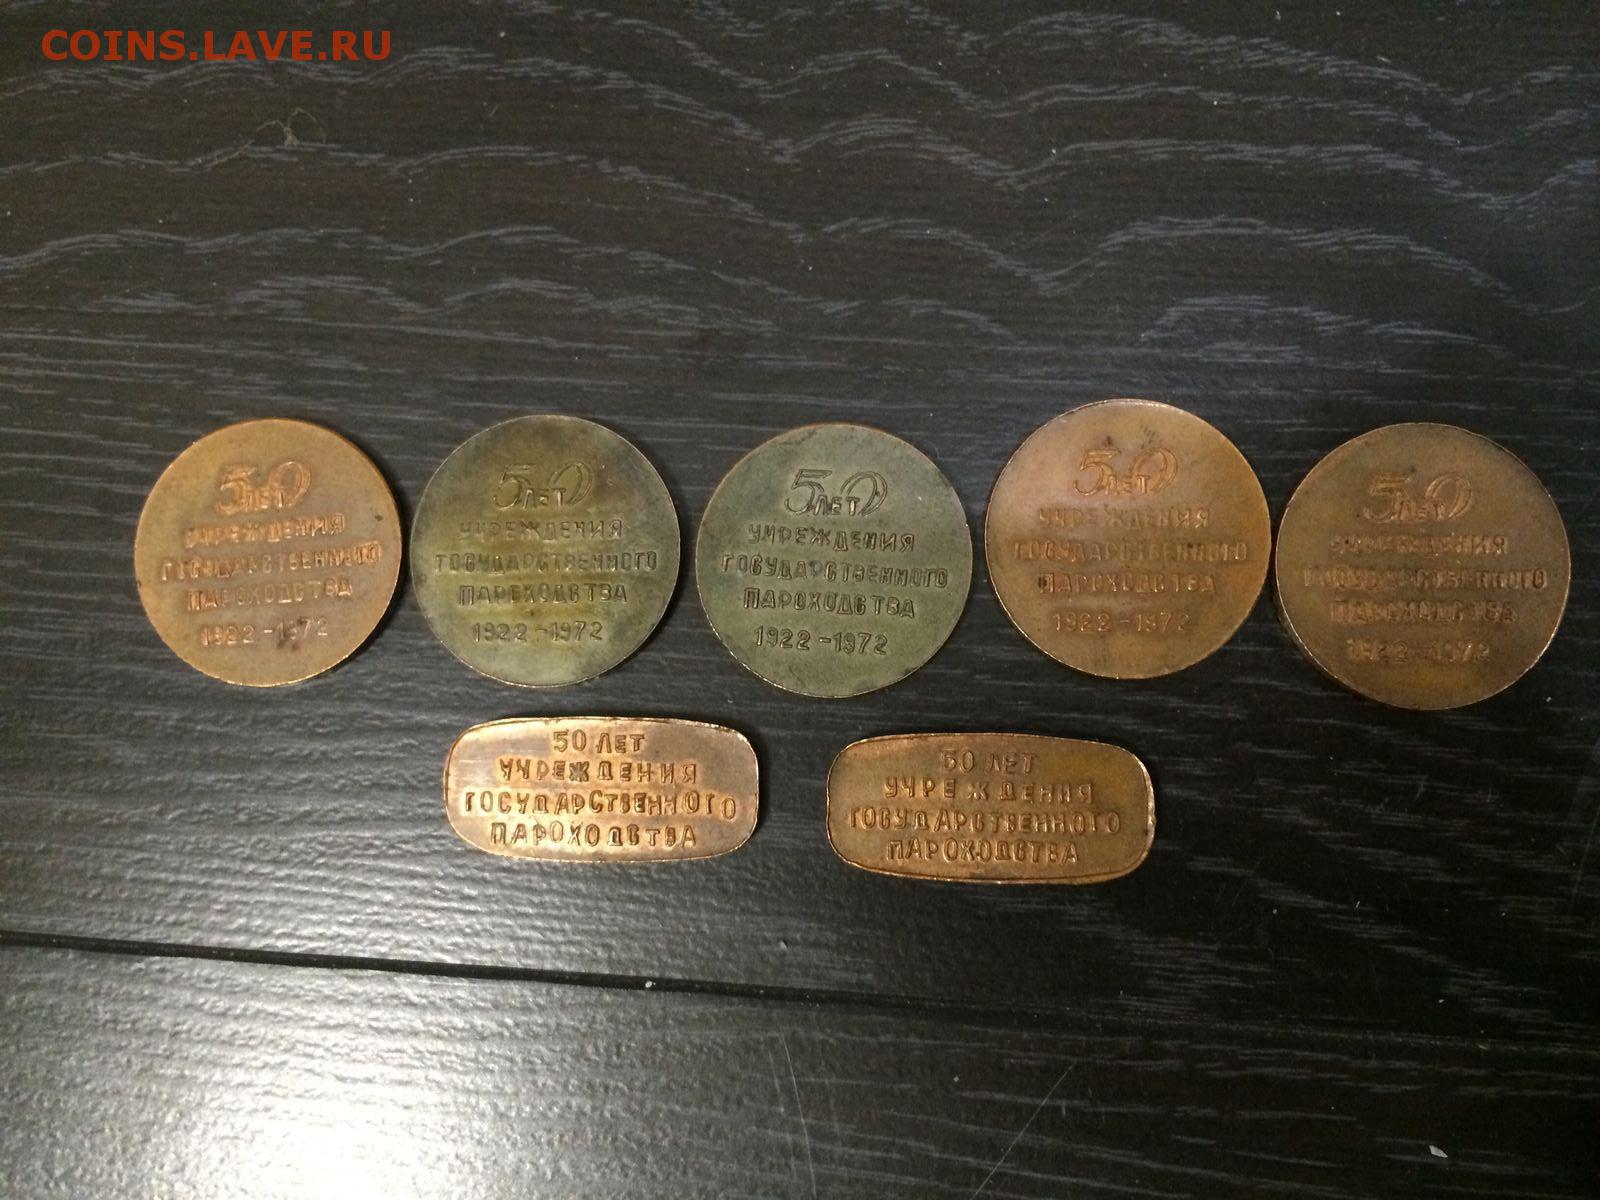 COINS.LAVE.RU
50
ЛЕТ
УЧРЕЖДЕНИЯ
ГОСУДАРСТВЕННОГО
ПАРОХОДСТВА
1922-1972
50
ЛЕТ
УЧРЕЖДЕНИЯ
ГОСУДАРСТВЕННОГО
ПАРОХОДСТВА
1922-1972
50
ЛЕТ
УЧРЕЖДЕНИЯ
ГОСУДАРСТВЕННОГО
ПАРОХОДСТВА
1922-1972
50
ЛЕТ
УЧРЕЖДЕНИЯ
ГОСУДАРСТВЕННОГО
ПАРОХОДСТВА
1922-1972
50
ЛЕТ
УЧРЕЖДЕНИЯ
ГОСУДАРСТВЕННОГО
ПАРОХОДСТВА
1922-1972
50 ЛЕТ
УЧРЕЖДЕНИЯ
ГОСУДАРСТВЕННОГО
ПАРОХОДСТВА
50 ЛЕТ
УЧРЕЖДЕНИЯ
ГОСУДАРСТВЕННОГО
ПАРОХОДСТВА